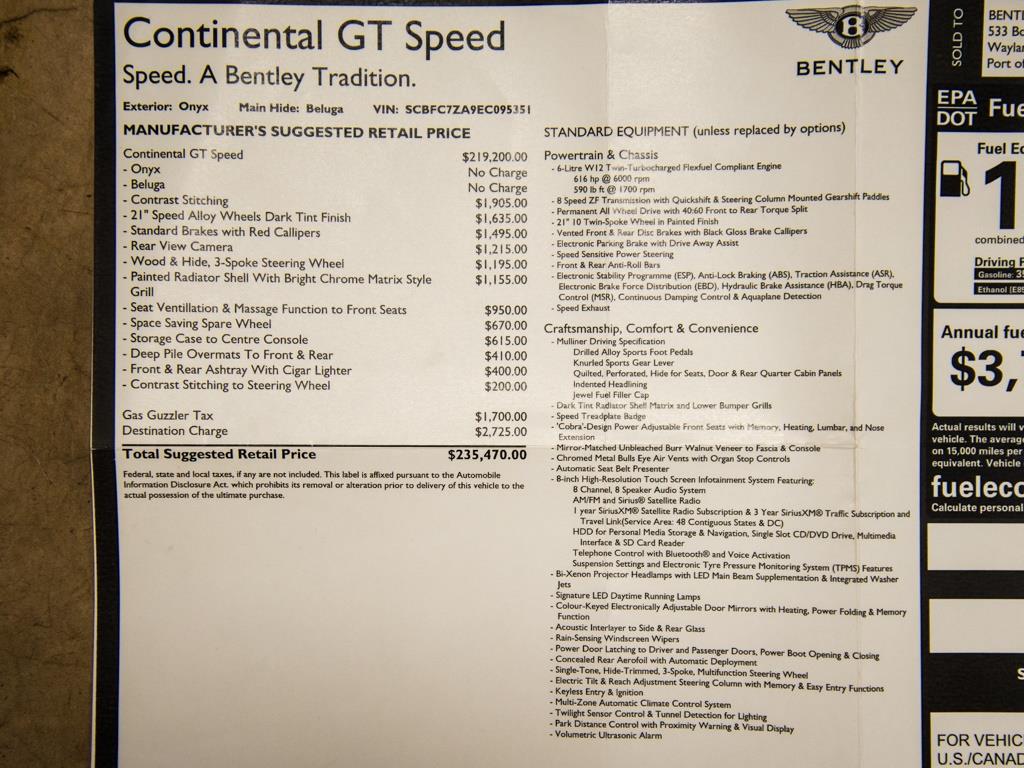 Continental GT Speed
Speed. A Bentley Tradition.
Exterior: Onyx Main Hide: Beluga VIN: SCBFC7ZA9EC095351
MANUFACTURER'S SUGGESTED RETAIL PRICE
Continental GT Speed $219,200.00
- Onyx No Charge
- Beluga No Charge
- Contrast Stitching $1,905.00
- 21" Speed Alloy Wheels Dark Tint Finish $1,635.00
- Standard Brakes with Red Callipers $1,495.00
- Rear View Camera $1,215.00
- Wood & Hide, 3-Spoke Steering Wheel $1,195.00
- Painted Radiator Shell With Bright Chrome Matrix Style $1,155.00
Grill
- Seat Ventillation & Massage Function to Front Seats $950.00
- Space Saving Spare Wheel $670.00
- Storage Case to Centre Console $615.00
- Deep Pile Overmats To Front & Rear $410.00
- Front & Rear Ashtray With Cigar Lighter $400.00
- Contrast Stitching to Steering Wheel $200.00
Gas Guzzler Tax $1,700.00
Destination Charge $2,725.00
Total Suggested Retail Price $235,470.00
Federal, state and local taxes, if any are not included. This label is affixed pursuant to the Automobile
Information Disclosure Act. which prohibits its removal or alteration prior to delivery of this vehicle to the
actual possession of the ultimate purchase.
B
BENTLEY
STANDARD EQUIPMENT (unless replaced by options)
Powertrain & Chassis
- 6-Litre W12 Twin-Turbocharged Flexfuel Compliant Engine
616 hp @ 6000 rpm
590 lb ft @ 1700 rpm
- 8 Speed ZF Transmission with Quickshift & Steering Column Mounted Gearshift Paddles
- Permanent All Wheel Drive with 40:60 Front to Rear Torque Split
- 21" 10 Twin-Spoke Wheel in Painted Finish
- Vented Front & Rear Disc Brakes with Black Gloss Brake Callipers
- Electronic Parking Brake with Drive Away Assist
- Speed Sensitive Power Steering
- Front & Rear Anti-Roll Bars
- Electronic Stability Programme (ESP), Anti-Lock Braking (ABS), Traction Assistance (ASR),
Electronic Brake Force Distribution (EBD), Hydraulic Brake Assistance (HBA), Drag Torque
Control (MSR), Continuous Damping Control & Aquaplane Detection
- Speed Exhaust
Craftsmanship, Comfort & Convenience
- Mulliner Driving Specification
Drilled Alloy Sports Foot Pedals
Knurled Sports Gear Lever
Quilted, Perforated, Hide for Seats, Door & Rear Quarter Cabin Panels
Indented Headlining
Jewel Fuel Filler Cap
- Dark Tint Radiator Shell Matrix and Lower Bumper Grills
- Speed Treadplate Badge
- 'Cobra'-Design Power Adjustable Front Seats with Memory, Heating, Lumbar, and Nose
Extension
- Mirror-Matched Unbleached Burr Walnut Veneer to Fascia & Console
- Chromed Metal Bulls Eye Air Vents with Organ Stop Controls
- Automatic Seat Belt Presenter
- 8-inch High-Resolution Touch Screen Infotainment System Featuring:
8 Channel, 8 Speaker Audio System
AM/FM and Sirius® Satellite Radio
1 year SiriusXM® Satellite Radio Subscription & 3 Year SiriusXM® Traffic Subscription and
Travel Link(Service Area: 48 Contiguous States & DC)
HDD for Personal Media Storage & Navigation, Single Slot CD/DVD Drive, Multimedia
Interface & SD Card Reader
Telephone Control with Bluetooth® and Voice Activation
Suspension Settings and Electronic Tyre Pressure Monitoring System (TPMS) Features
- Bi-Xenon Projector Headlamps with LED Main Beam Supplementation & Integrated Washer
Jets
- Signature LED Daytime Running Lamps
- Colour-Keyed Electronically Adjustable Door Mirrors with Heating, Power Folding & Memory
Function
- Acoustic Interlayer to Side & Rear Glass
- Rain-Sensing Windscreen Wipers
- Power Door Latching to Driver and Passenger Doors, Power Boot Opening & Closing
- Concealed Rear Aerofoil with Automatic Deployment
- Single-Tone, Hide-Trimmed, 3-Spoke, Multifunction Steering Wheel
- Electric Tilt & Reach Adjustment Steering Column with Memory & Easy Entry Functions
- Keyless Entry & Ignition
- Multi-Zone Automatic Climate Control System
- Twilight Sensor Control & Tunnel Detection for Lighting
- Park Distance Control with Proximity Warning & Visual Display
- Volumetric Ultrasonic Alarm
SOLD TO
BENTL
533 Bo
Waylar
Port of
EPA
DOT
Fue
Fuel Ec
1
combined
Driving R
Gasoline: 3
Ethanol (E85
Annual fue
$3,
Actual results will v
vehicle. The average
on 15,000 miles per
equivalent. Vehicle
fueleco
Calculate personal
S
FOR VEHIC
U.S./CANAD